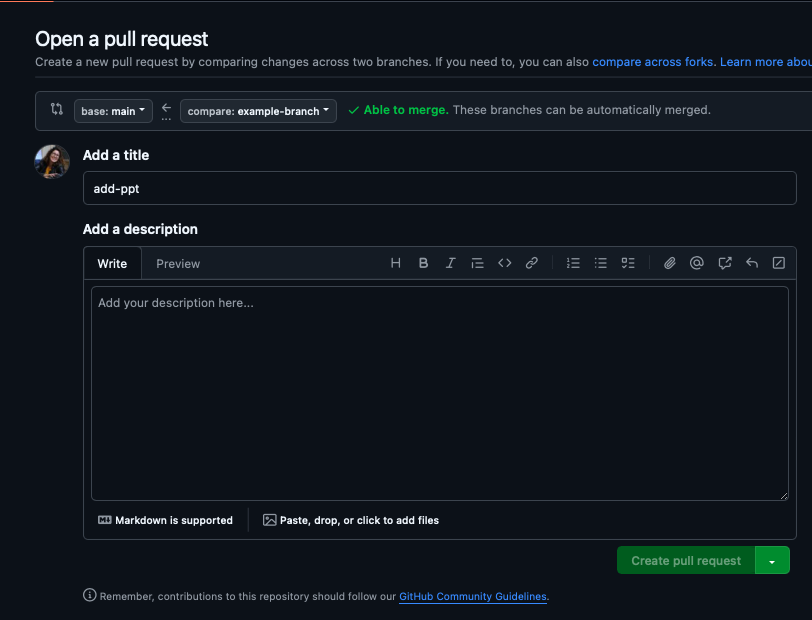 Open a pull request
Create a new pull request by comparing changes across two branches. If you need to, you can also compare across forks. Learn more abou
base: main ← compare: example-branch ✓ Able to merge. These branches can be automatically merged.
...
Add a title
add-ppt
Add a description
Write Preview H B I <>
Add your description here...
Markdown is supported Paste, drop, or click to add files
Create pull request
Remember, contributions to this repository should follow our GitHub Community Guidelines.